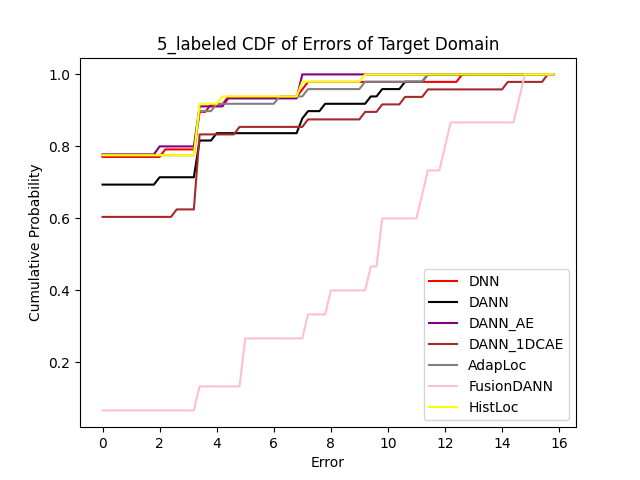 5_labeled CDF of Errors of Target Domain
Cumulative Probability
1.0
0.8
0.6
0.4
0.2
0 2 4 6 8 10 12 14 16
Error
DNN
DANN
DANN_AE
DANN_1DCAE
AdapLoc
FusionDANN
HistLoc